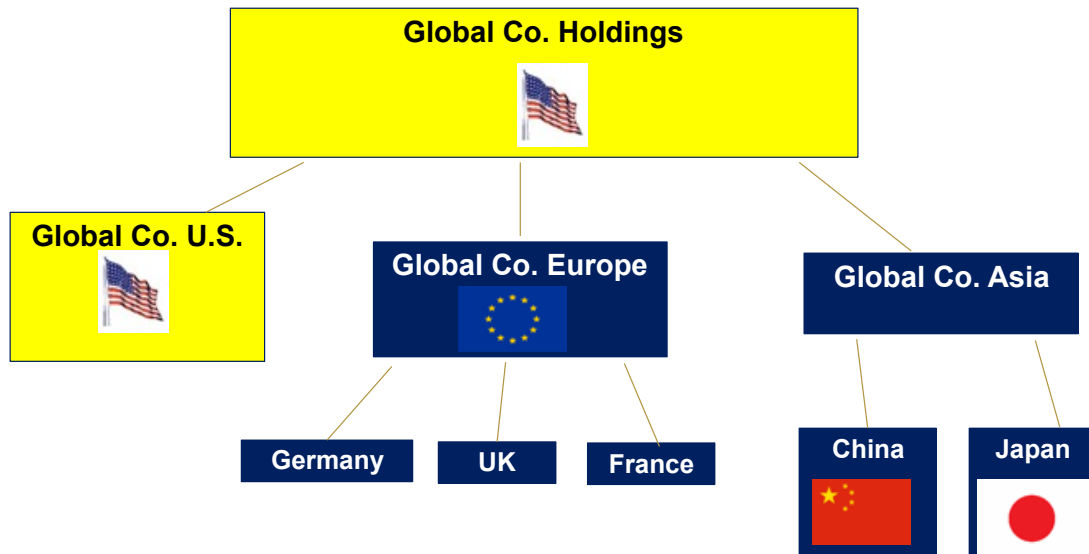 Global Co. Holdings
Global Co. U.S.
Global Co. Europe
Global Co. Asia
Germany
UK
France
China
Japan